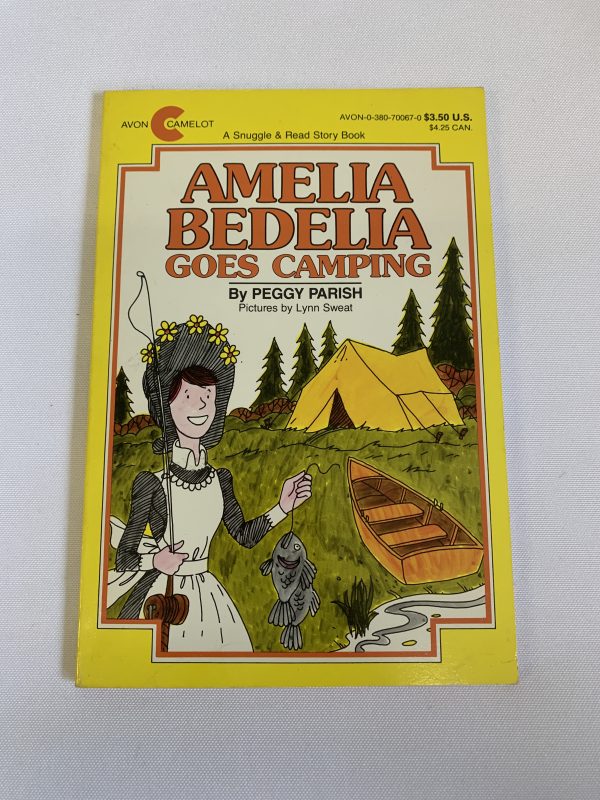 AVON CAMELOT
AVON-0-380-70067-0 $3.50 U.S.
$4.25 CAN.
A Snuggle & Read Story Book
AMELIA
BEDELIA
GOES CAMPING
By PEGGY PARISH
Pictures by Lynn Sweat